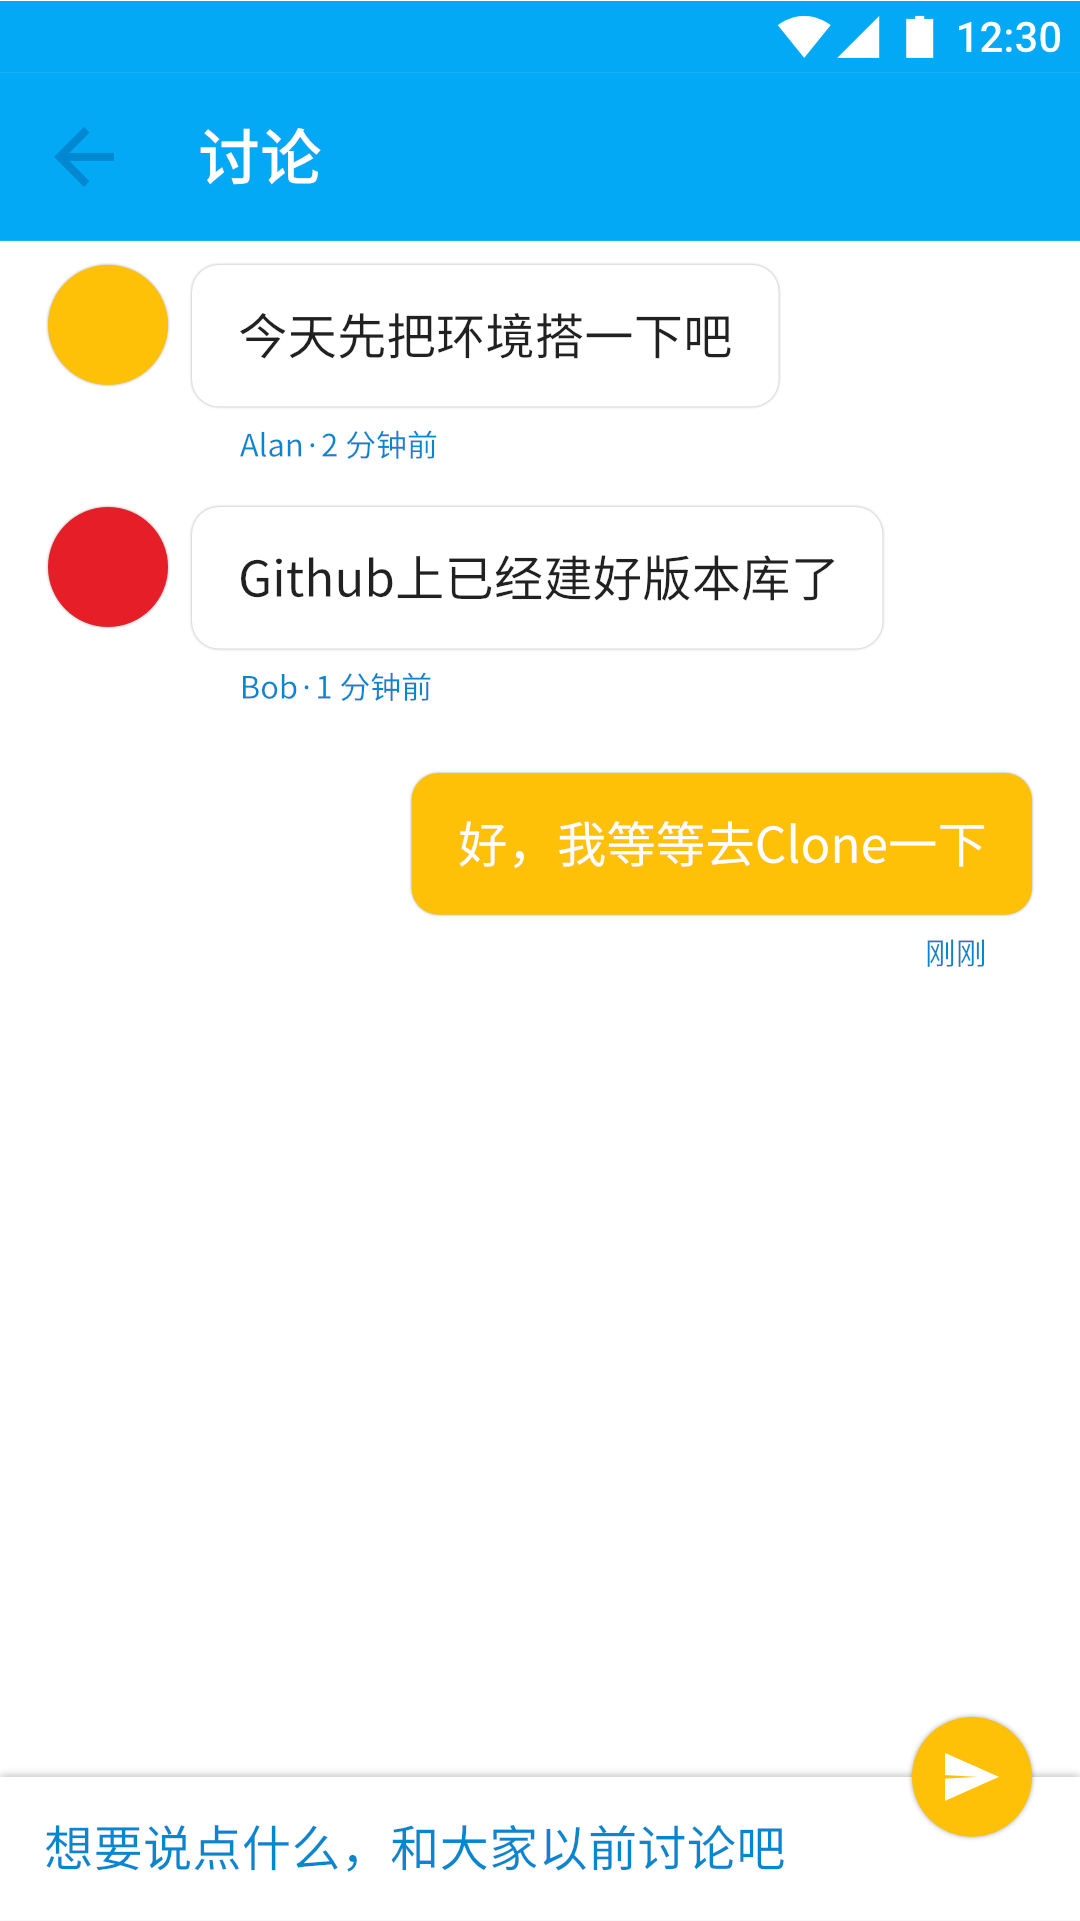 12:30
讨论
今天先把环境搭一下吧
Alan · 2 分钟前
Github上已经建好版本库了
Bob · 1 分钟前
好，我等等去Clone一下
刚刚
想要说点什么，和大家以前讨论吧